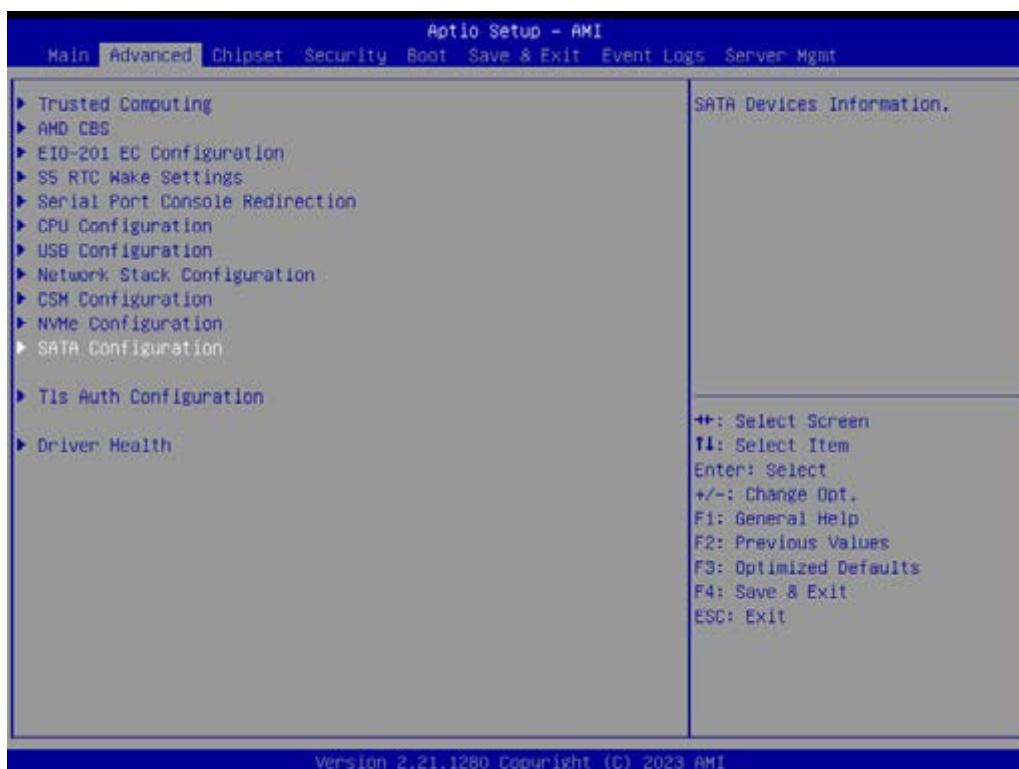 Aptio Setup - AMI
Main Advanced Chipset Security Boot Save & Exit Event Logs Server Mgmt
Trusted Computing
AMD CBS
EIO-201 EC Configuration
S5 RTC Wake Settings
Serial Port Console Redirection
CPU Configuration
USB Configuration
Network Stack Configuration
CSM Configuration
NVMe Configuration
SATA Configuration
Tls Auth Configuration
Driver Health
SATA Devices Information.
→←: Select Screen
↑↓: Select Item
Enter: Select
+/-: Change Opt.
F1: General Help
F2: Previous Values
F3: Optimized Defaults
F4: Save & Exit
ESC: Exit
Version 2.21.1280 Copyright (C) 2023 AMI